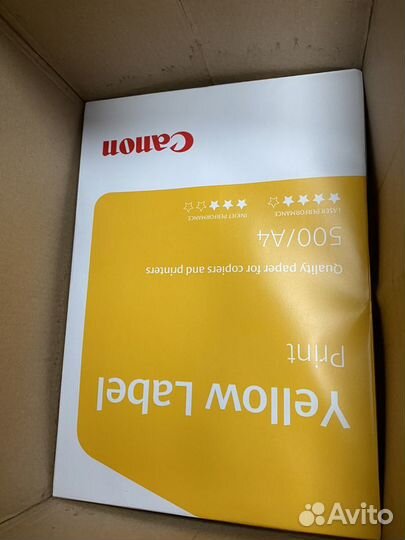 Yellow Label
Print
Quality paper for copiers and printers
500/A4
LASER PERFORMANCE
INKJET PERFORMANCE
Canon
Avito